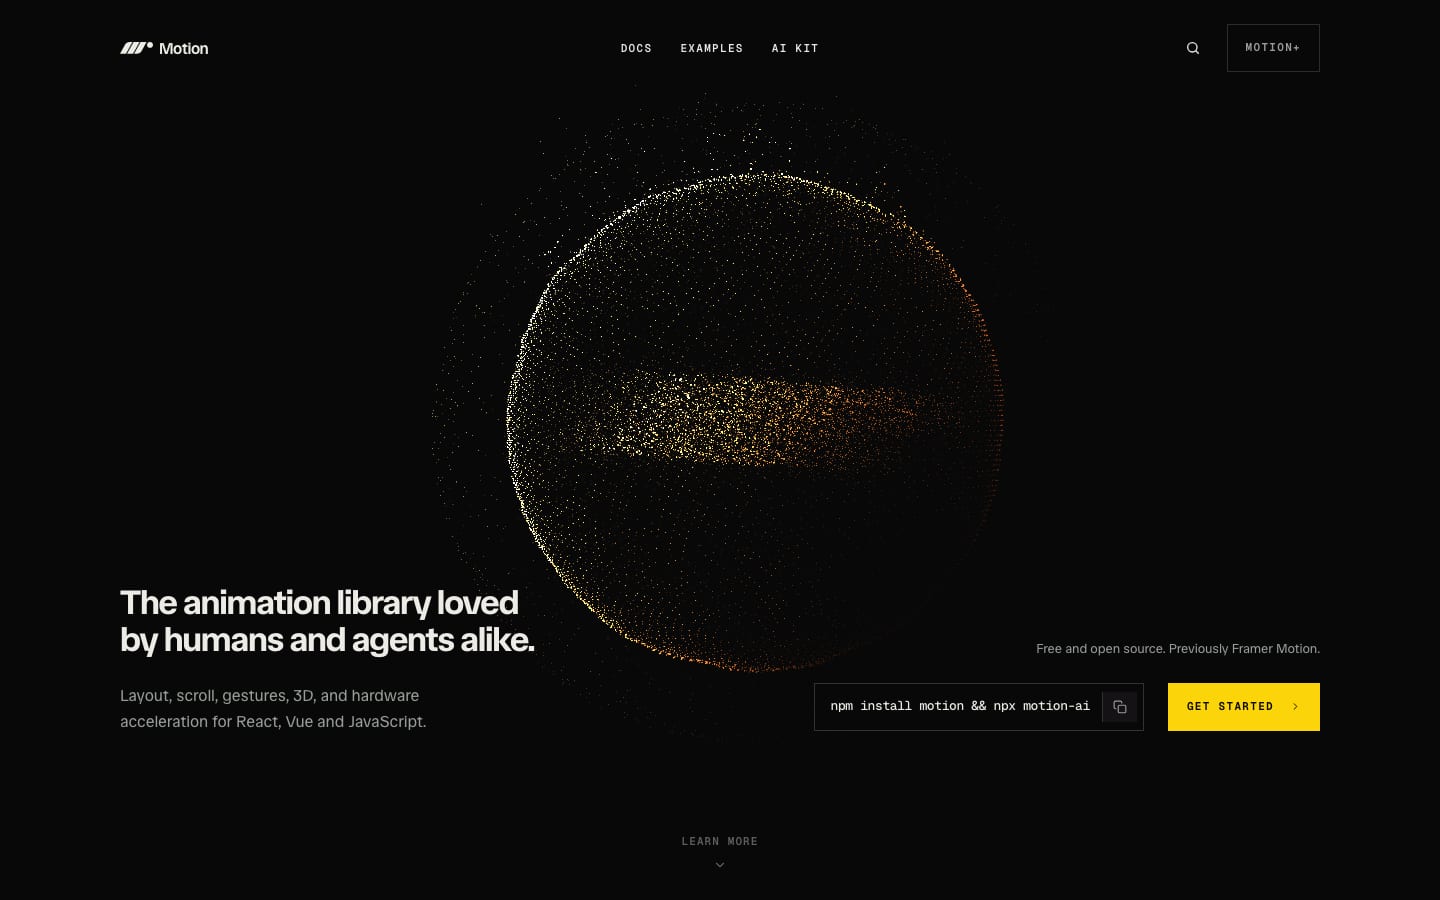 Motion
DOCS
EXAMPLES
AI KIT
MOTION+
The animation library loved
by humans and agents alike.
Layout, scroll, gestures, 3D, and hardware
acceleration for React, Vue and JavaScript.
Free and open source. Previously Framer Motion.
npm install motion && npx motion-ai
GET STARTED
LEARN MORE